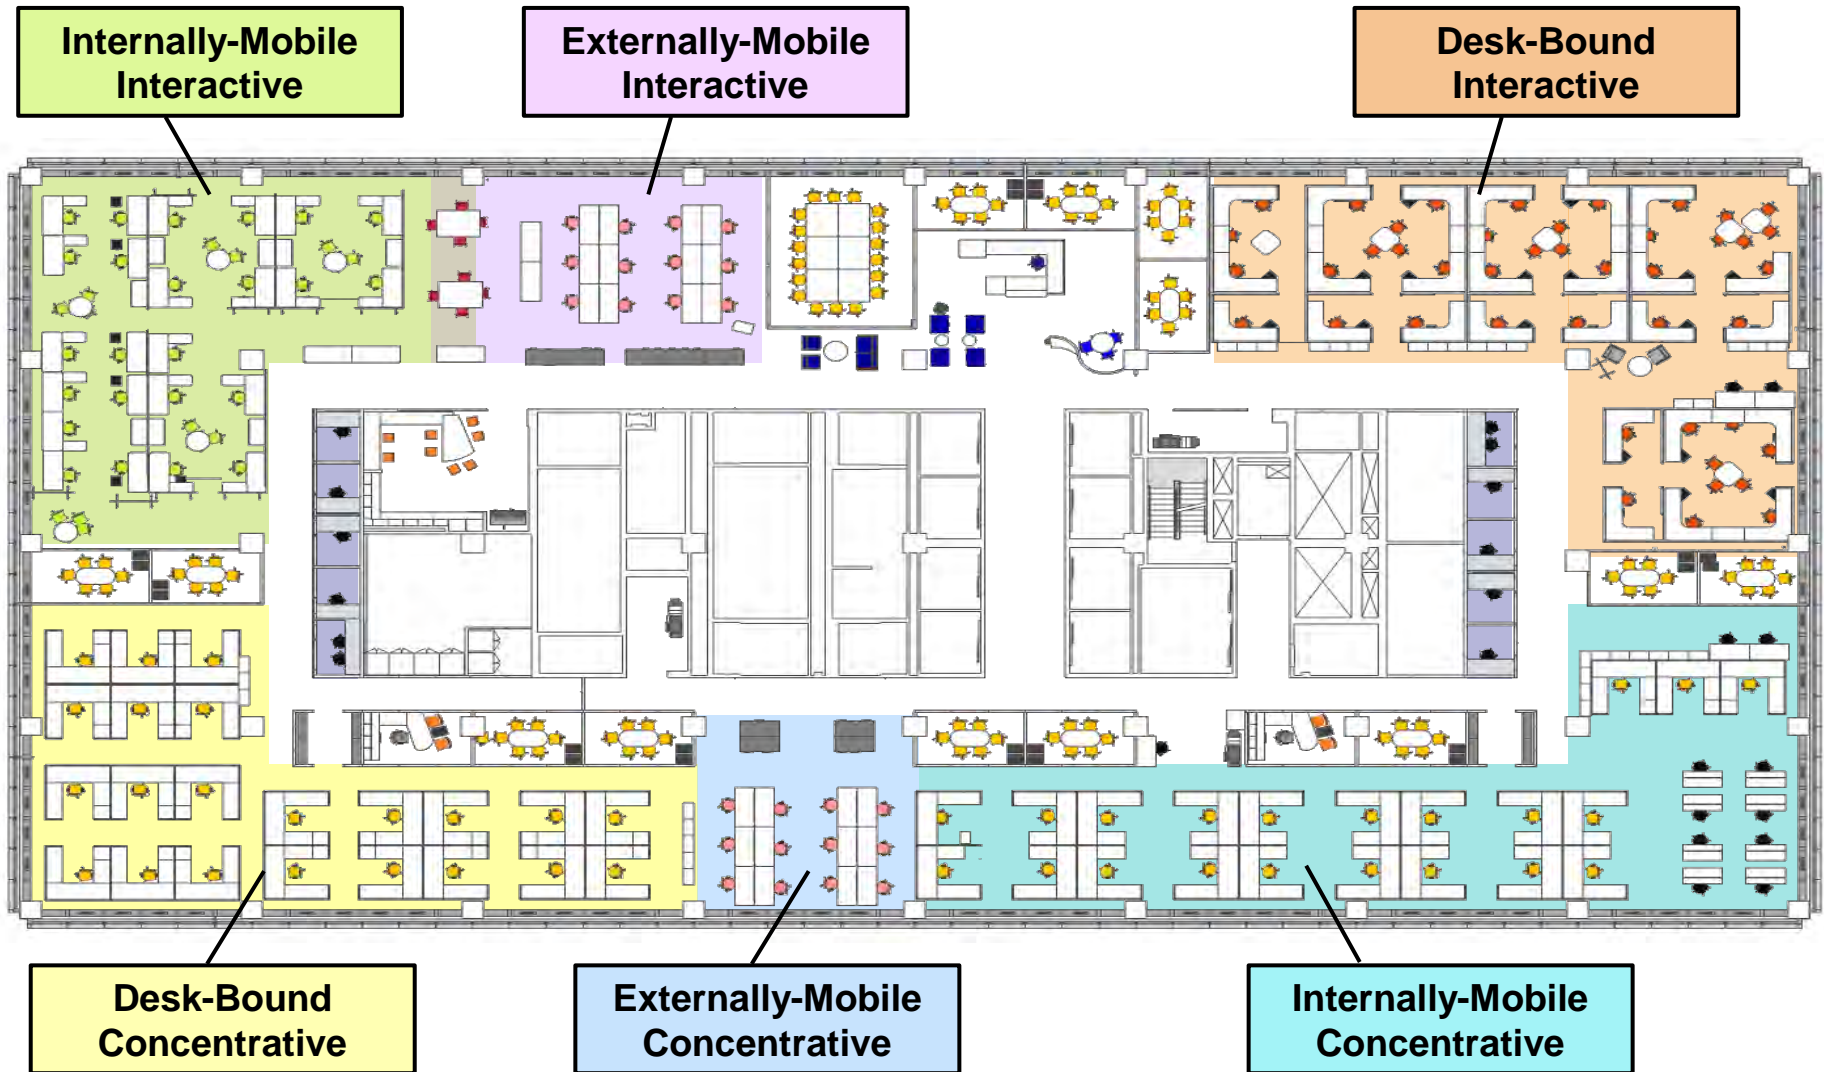 Internally-Mobile
Interactive
Externally-Mobile
Interactive
Desk-Bound
Interactive
Desk-Bound
Concentrative
Externally-Mobile
Concentrative
Internally-Mobile
Concentrative